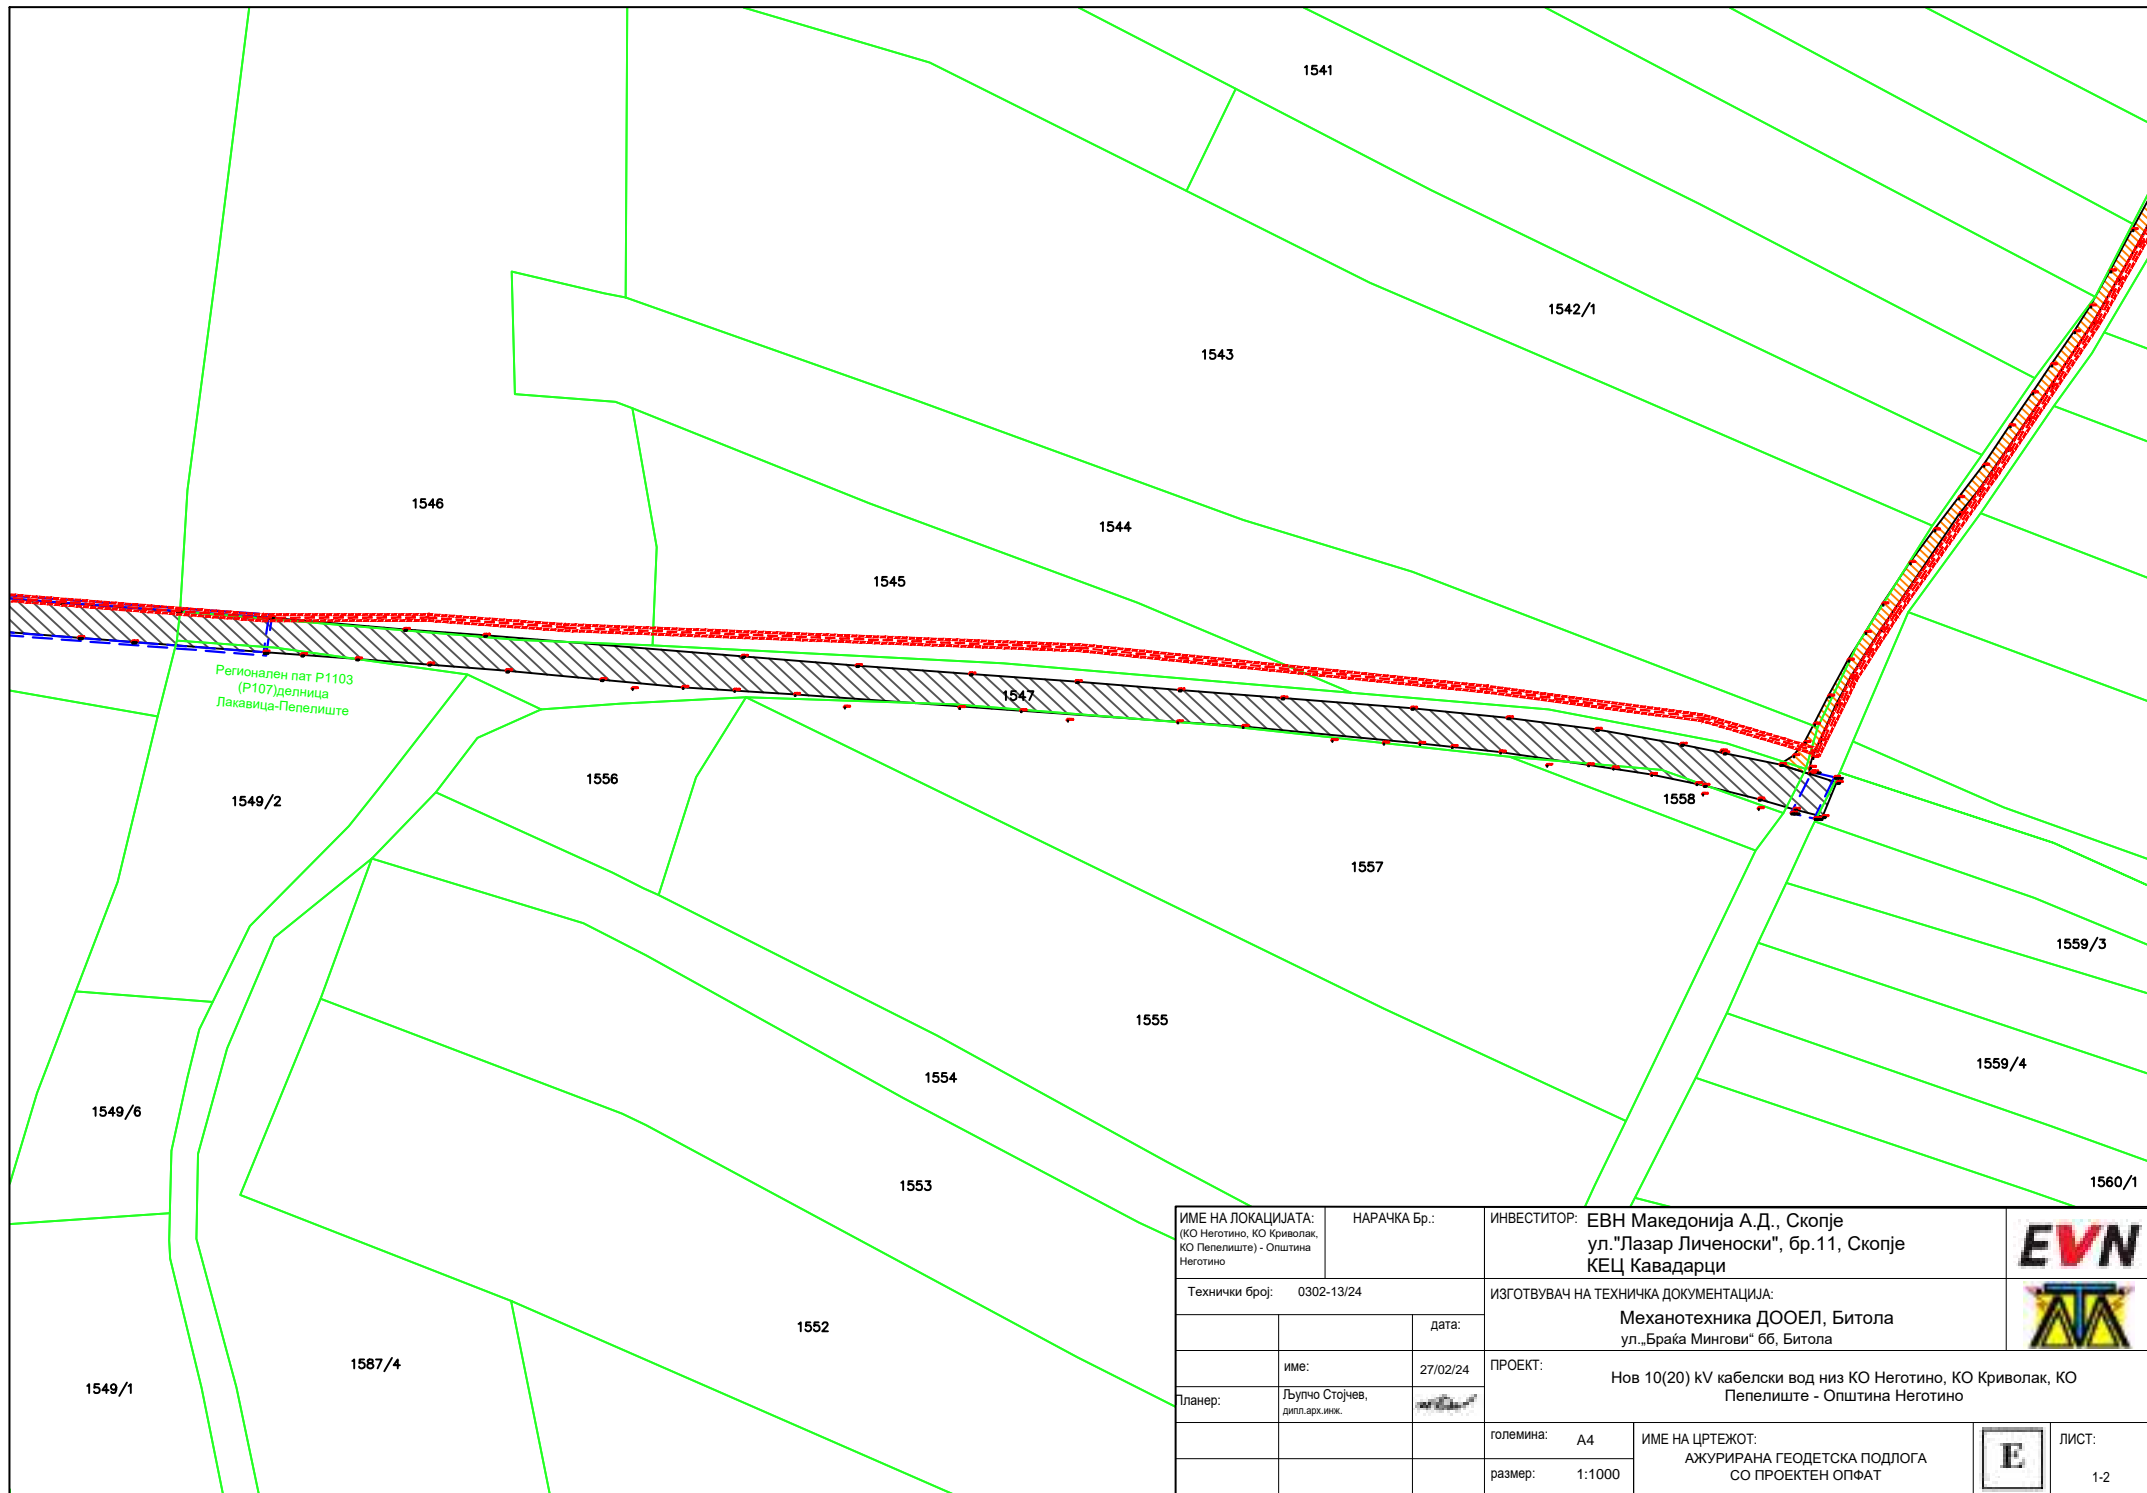 1541
1542/1
1543
1546
1544
1545
Регионален пат Р1103
(Р107)делница
Лакавица-Пепелиште
1547
1556
1549/2
1558
1557
1559/3
1555
1559/4
1554
1549/6
1553
1560/1
1552
1587/4
1549/1
ИМЕ НА ЛОКАЦИЈАТА:
(КО Неготино, КО Криволак,
КО Пепелиште) - Општина
Неготино
НАРАЧКА Бр.:
ИНВЕСТИТОР: ЕВН Македонија А.Д., Скопје
ул."Лазар Личеноски", бр.11, Скопје
КЕЦ Кавадарци
EVN
Технички број: 0302-13/24
ИЗГОТВУВАЧ НА ТЕХНИЧКА ДОКУМЕНТАЦИЈА:
Механотехника ДООЕЛ, Битола
ул.„Браќа Мингови“ бб, Битола
дата:
име:
27/02/24
ПРОЕКТ:
Нов 10(20) kV кабелски вод низ КО Неготино, КО Криволак, КО
Пепелиште - Општина Неготино
Планер:
Љупчо Стојчев,
дипл.арх.инж.
големина: А4
размер: 1:1000
ИМЕ НА ЦРТЕЖОТ:
АЖУРИРАНА ГЕОДЕТСКА ПОДЛОГА
СО ПРОЕКТЕН ОПФАТ
Е
ЛИСТ:
1-2